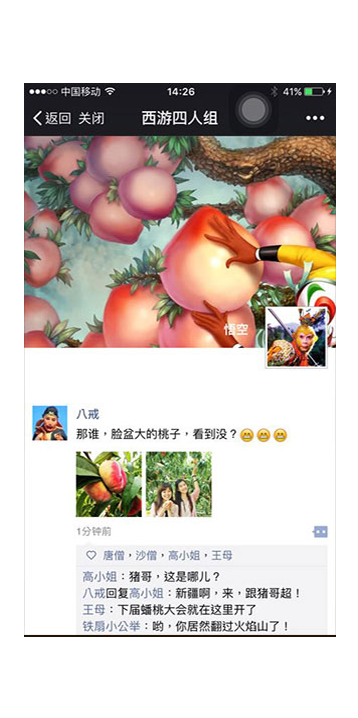 中国移动 14:26 41%
返回 关闭 西游四人组
悟空
八戒
那谁，脸盆大的桃子，看到没？😁😁😁
1分钟前
唐僧，沙僧，高小姐，王母
高小姐：猪哥，这是哪儿？
八戒回复高小姐：新疆啊，来，跟猪哥超！
王母：下届蟠桃大会就在这里开了
铁扇小公举：哟，你居然翻过火焰山了！